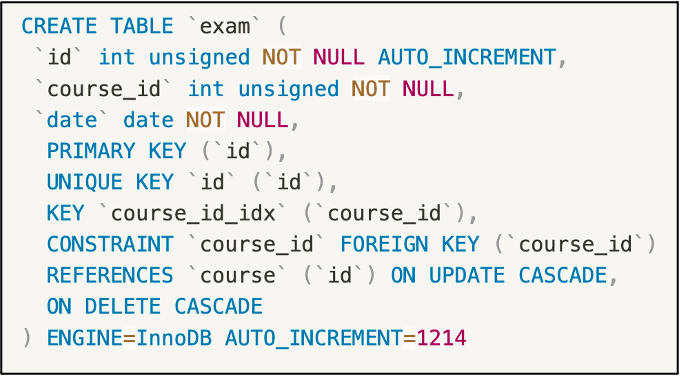 CREATE TABLE `exam` (
`id` int unsigned NOT NULL AUTO_INCREMENT,
`course_id` int unsigned NOT NULL,
`date` date NOT NULL,
PRIMARY KEY (`id`),
UNIQUE KEY `id` (`id`),
KEY `course_id_idx` (`course_id`),
CONSTRAINT `course_id` FOREIGN KEY (`course_id`)
REFERENCES `course` (`id`) ON UPDATE CASCADE,
ON DELETE CASCADE
) ENGINE=InnoDB AUTO_INCREMENT=1214